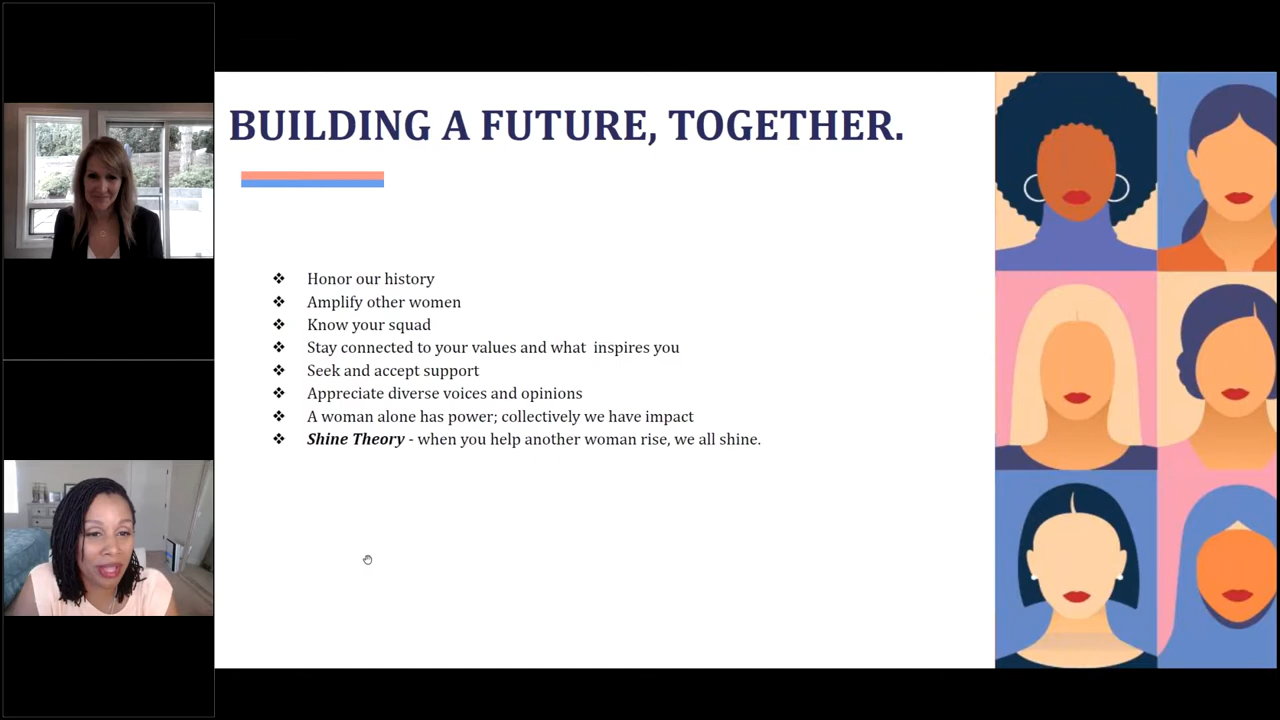 BUILDING A FUTURE, TOGETHER.
❖ Honor our history
❖ Amplify other women
❖ Know your squad
❖ Stay connected to your values and what  inspires you
❖ Seek and accept support
❖ Appreciate diverse voices and opinions
❖ A woman alone has power; collectively we have impact
❖ Shine Theory - when you help another woman rise, we all shine.